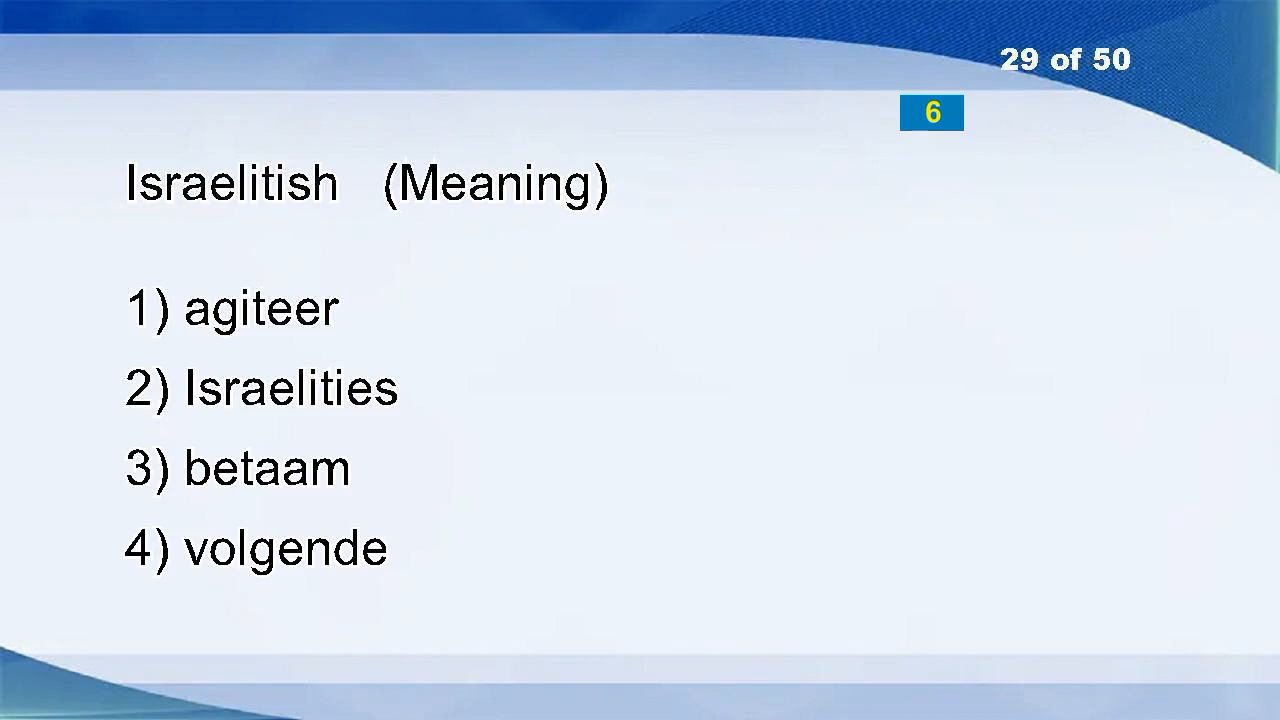 29 of 50
6
Israelitish (Meaning)
1) agiteer
2) Israelities
3) betaam
4) volgende